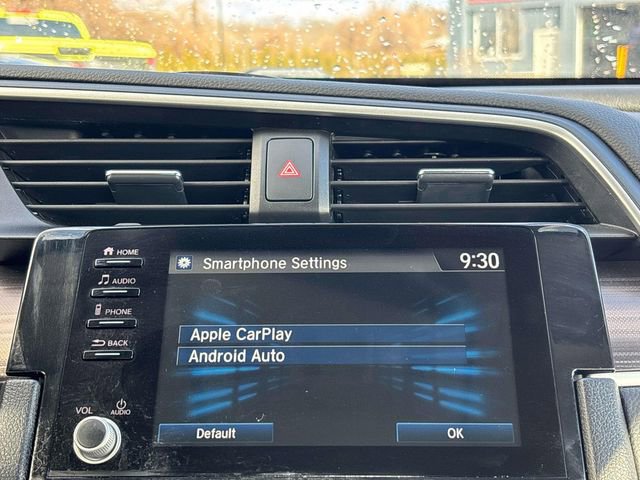 HOME
Smartphone Settings 9:30
AUDIO
PHONE
Apple CarPlay
BACK
Android Auto
VOL AUDIO
Default OK